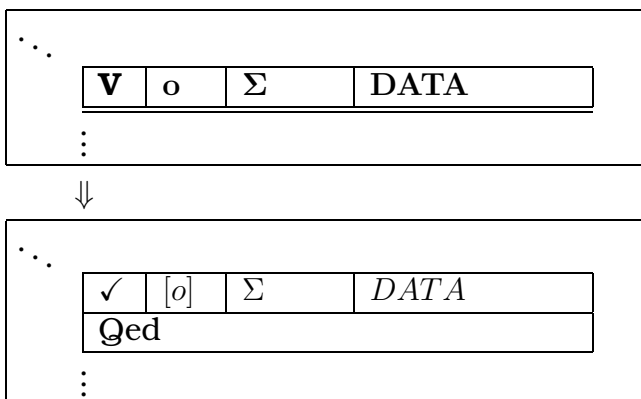 ⋱
V o Σ DATA
⋮
⇓
⋱
✓ [o] Σ DATA
Qed
⋮